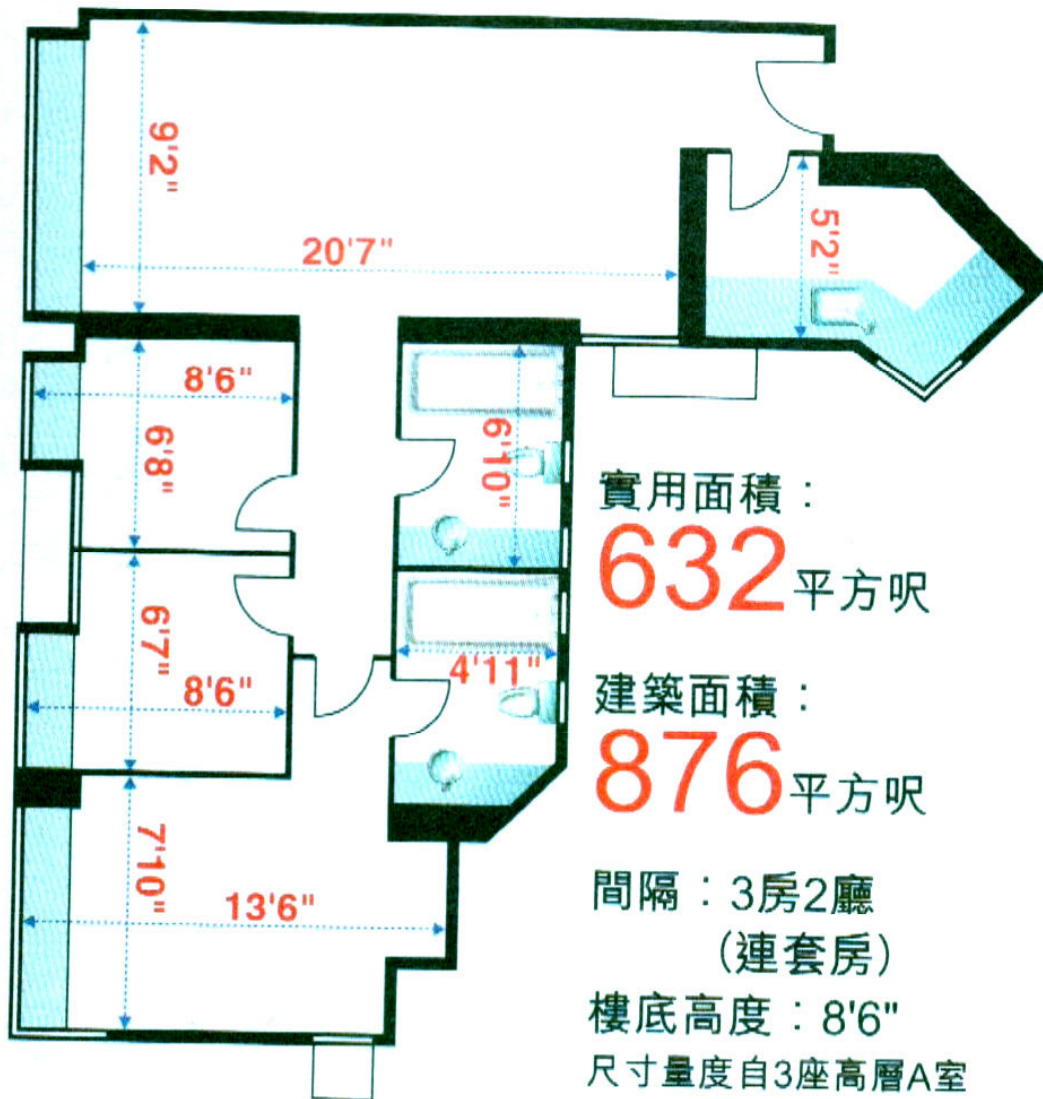 9'2"
20'7"
5'2"
8'6"
6'8"
6'10"
6'7"
8'6"
4'11"
7'10"
13'6"
實用面積：
632平方呎
建築面積：
876平方呎
間隔：3房2廳
(連套房)
樓底高度：8'6"
尺寸量度自3座高層A室